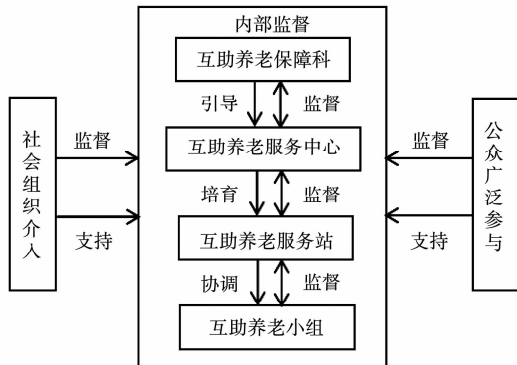 内部监督
互助养老保障科
引导 监督
互助养老服务中心
培育 监督
互助养老服务站
协调 监督
互助养老小组
社会组织介入
监督
支持
公众广泛参与
监督
支持